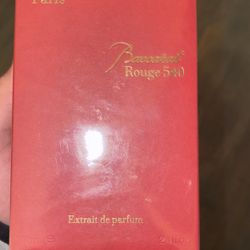 Paris
Baccarat
Rouge 540
Extrait de parfum